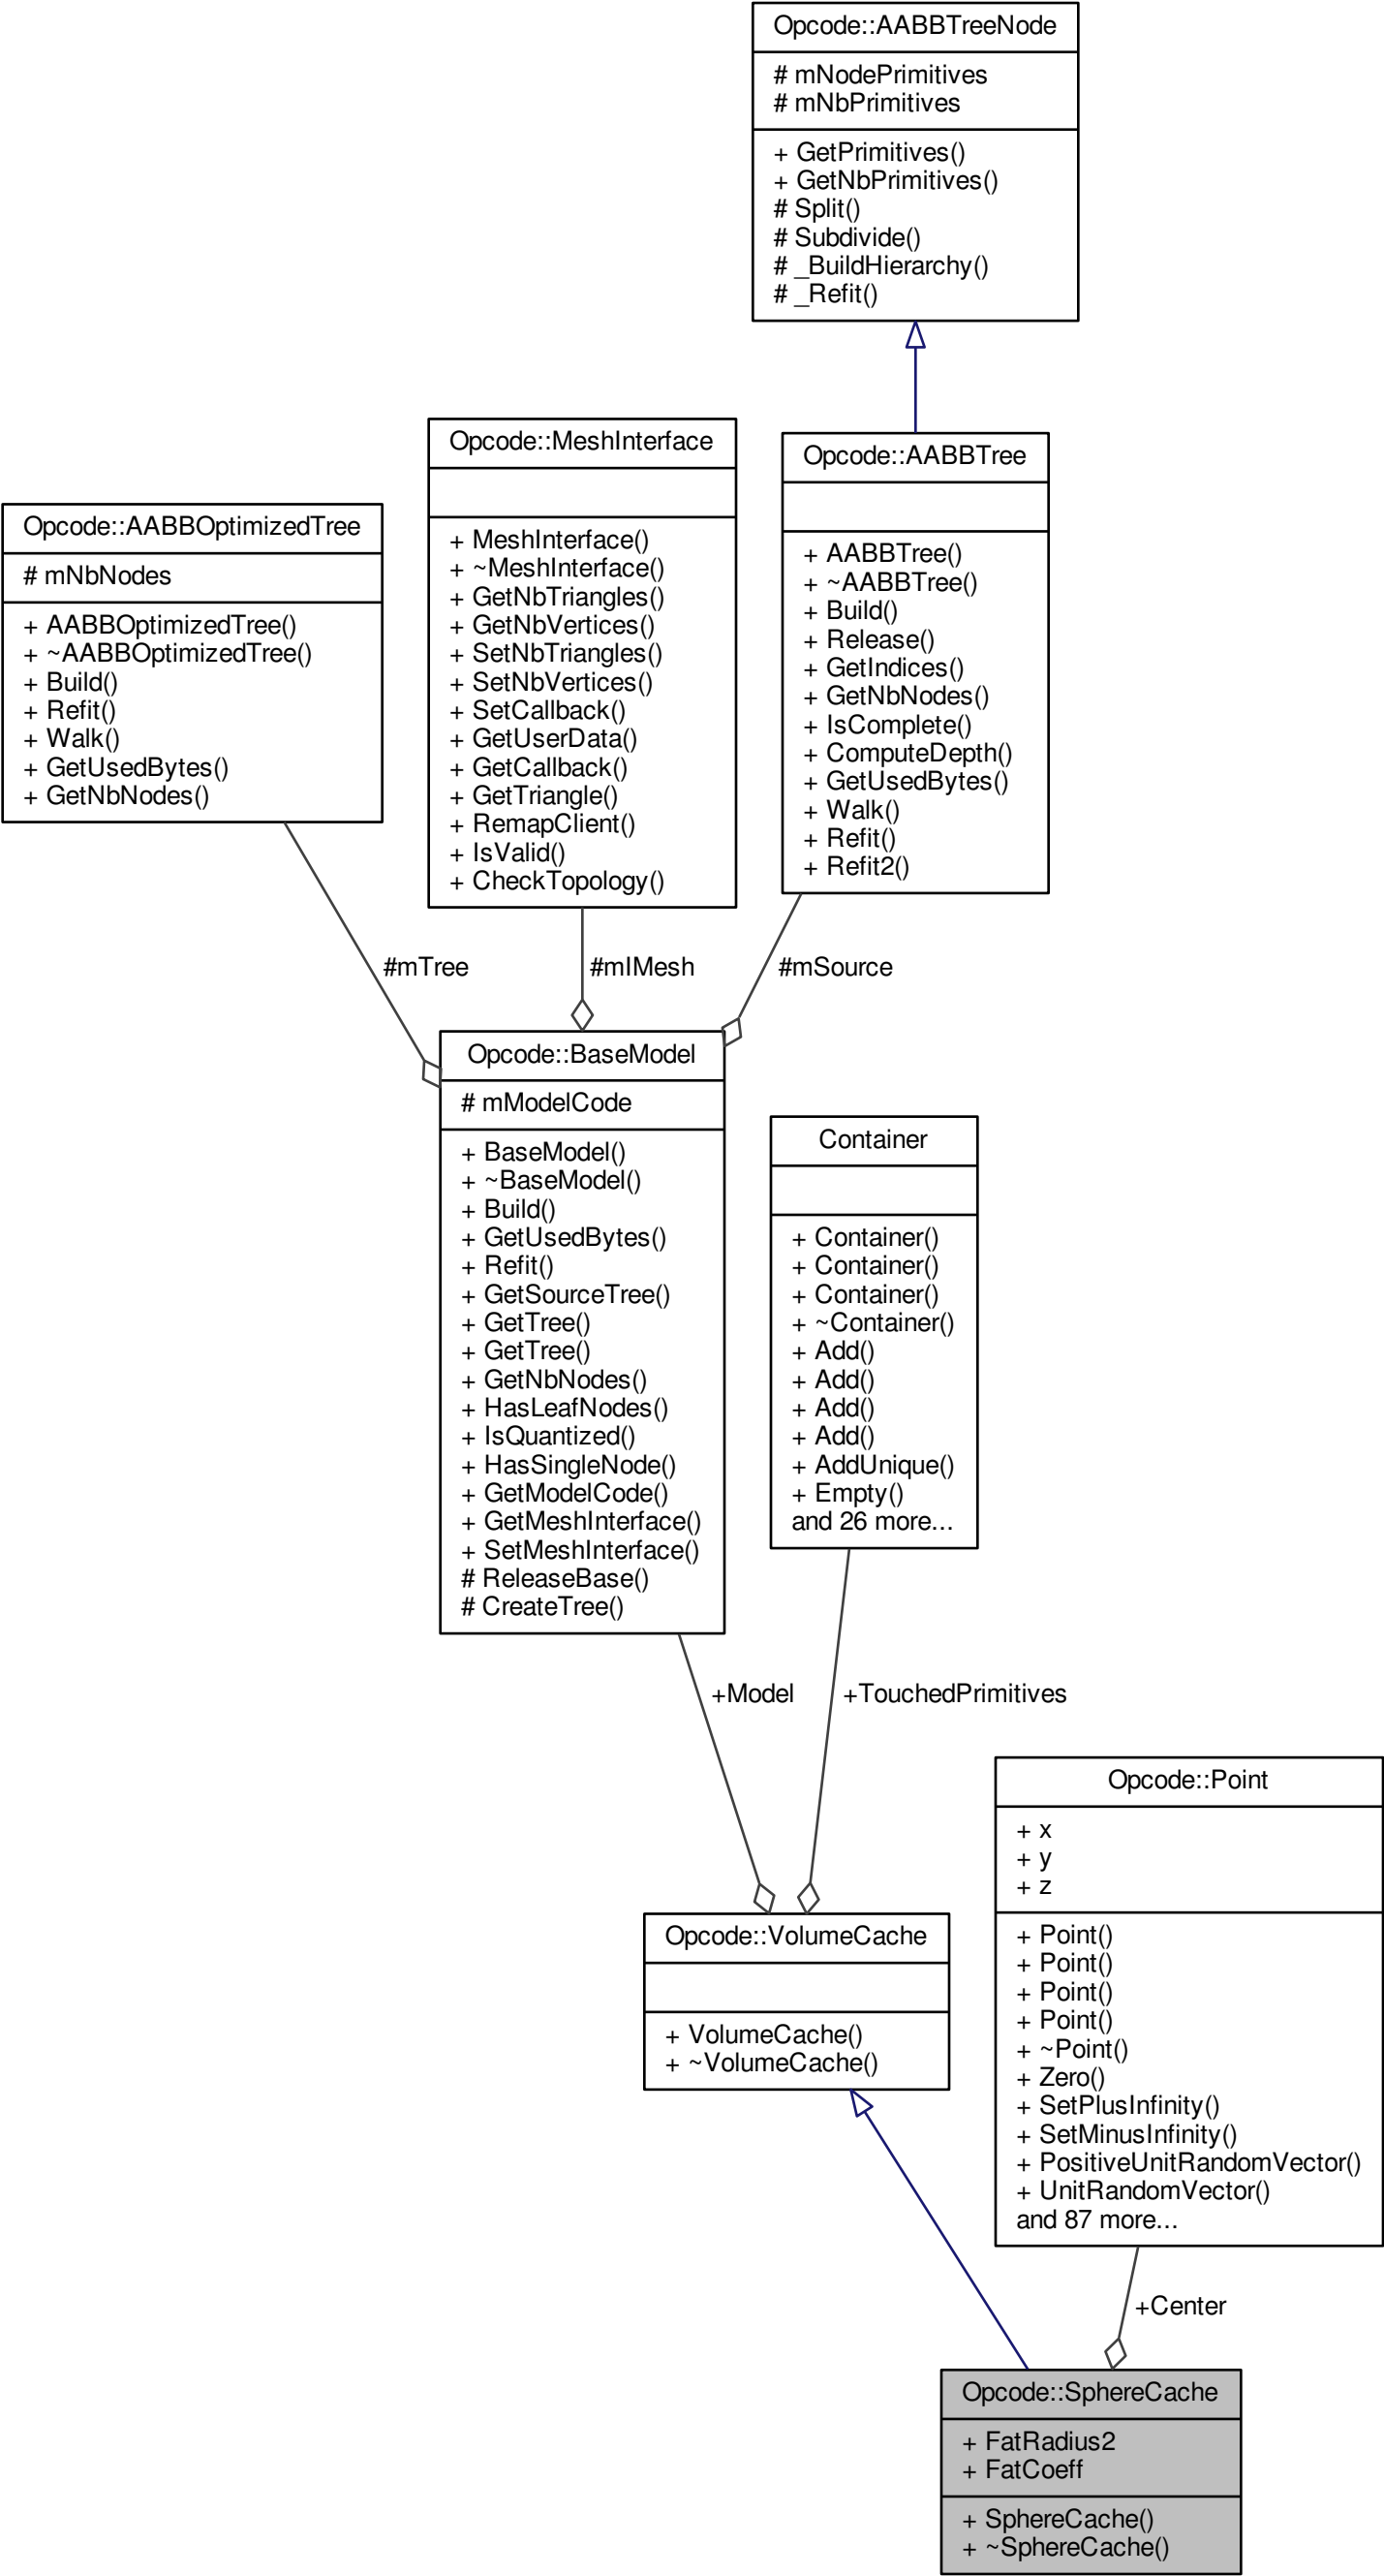 Opcode::AABBTreeNode
# mNodePrimitives
# mNbPrimitives
+ GetPrimitives()
+ GetNbPrimitives()
# Split()
# Subdivide()
# _BuildHierarchy()
# _Refit()
Opcode::MeshInterface
+ MeshInterface()
+ ~MeshInterface()
+ GetNbTriangles()
+ GetNbVertices()
+ SetNbTriangles()
+ SetNbVertices()
+ SetCallback()
+ GetUserData()
+ GetCallback()
+ GetTriangle()
+ RemapClient()
+ IsValid()
+ CheckTopology()
Opcode::AABBTree
+ AABBTree()
+ ~AABBTree()
+ Build()
+ Release()
+ GetIndices()
+ GetNbNodes()
+ IsComplete()
+ ComputeDepth()
+ GetUsedBytes()
+ Walk()
+ Refit()
+ Refit2()
Opcode::AABBOptimizedTree
# mNbNodes
+ AABBOptimizedTree()
+ ~AABBOptimizedTree()
+ Build()
+ Refit()
+ Walk()
+ GetUsedBytes()
+ GetNbNodes()
#mTree
#mIMesh
#mSource
Opcode::BaseModel
# mModelCode
+ BaseModel()
+ ~BaseModel()
+ Build()
+ GetUsedBytes()
+ Refit()
+ GetSourceTree()
+ GetTree()
+ GetTree()
+ GetNbNodes()
+ HasLeafNodes()
+ IsQuantized()
+ HasSingleNode()
+ GetModelCode()
+ GetMeshInterface()
+ SetMeshInterface()
# ReleaseBase()
# CreateTree()
Container
+ Container()
+ Container()
+ Container()
+ ~Container()
+ Add()
+ Add()
+ Add()
+ Add()
+ AddUnique()
+ Empty()
and 26 more...
+Model
+TouchedPrimitives
Opcode::Point
+ x
+ y
+ z
+ Point()
+ Point()
+ Point()
+ Point()
+ ~Point()
+ Zero()
+ SetPlusInfinity()
+ SetMinusInfinity()
+ PositiveUnitRandomVector()
+ UnitRandomVector()
and 87 more...
Opcode::VolumeCache
+ VolumeCache()
+ ~VolumeCache()
+Center
Opcode::SphereCache
+ FatRadius2
+ FatCoeff
+ SphereCache()
+ ~SphereCache()